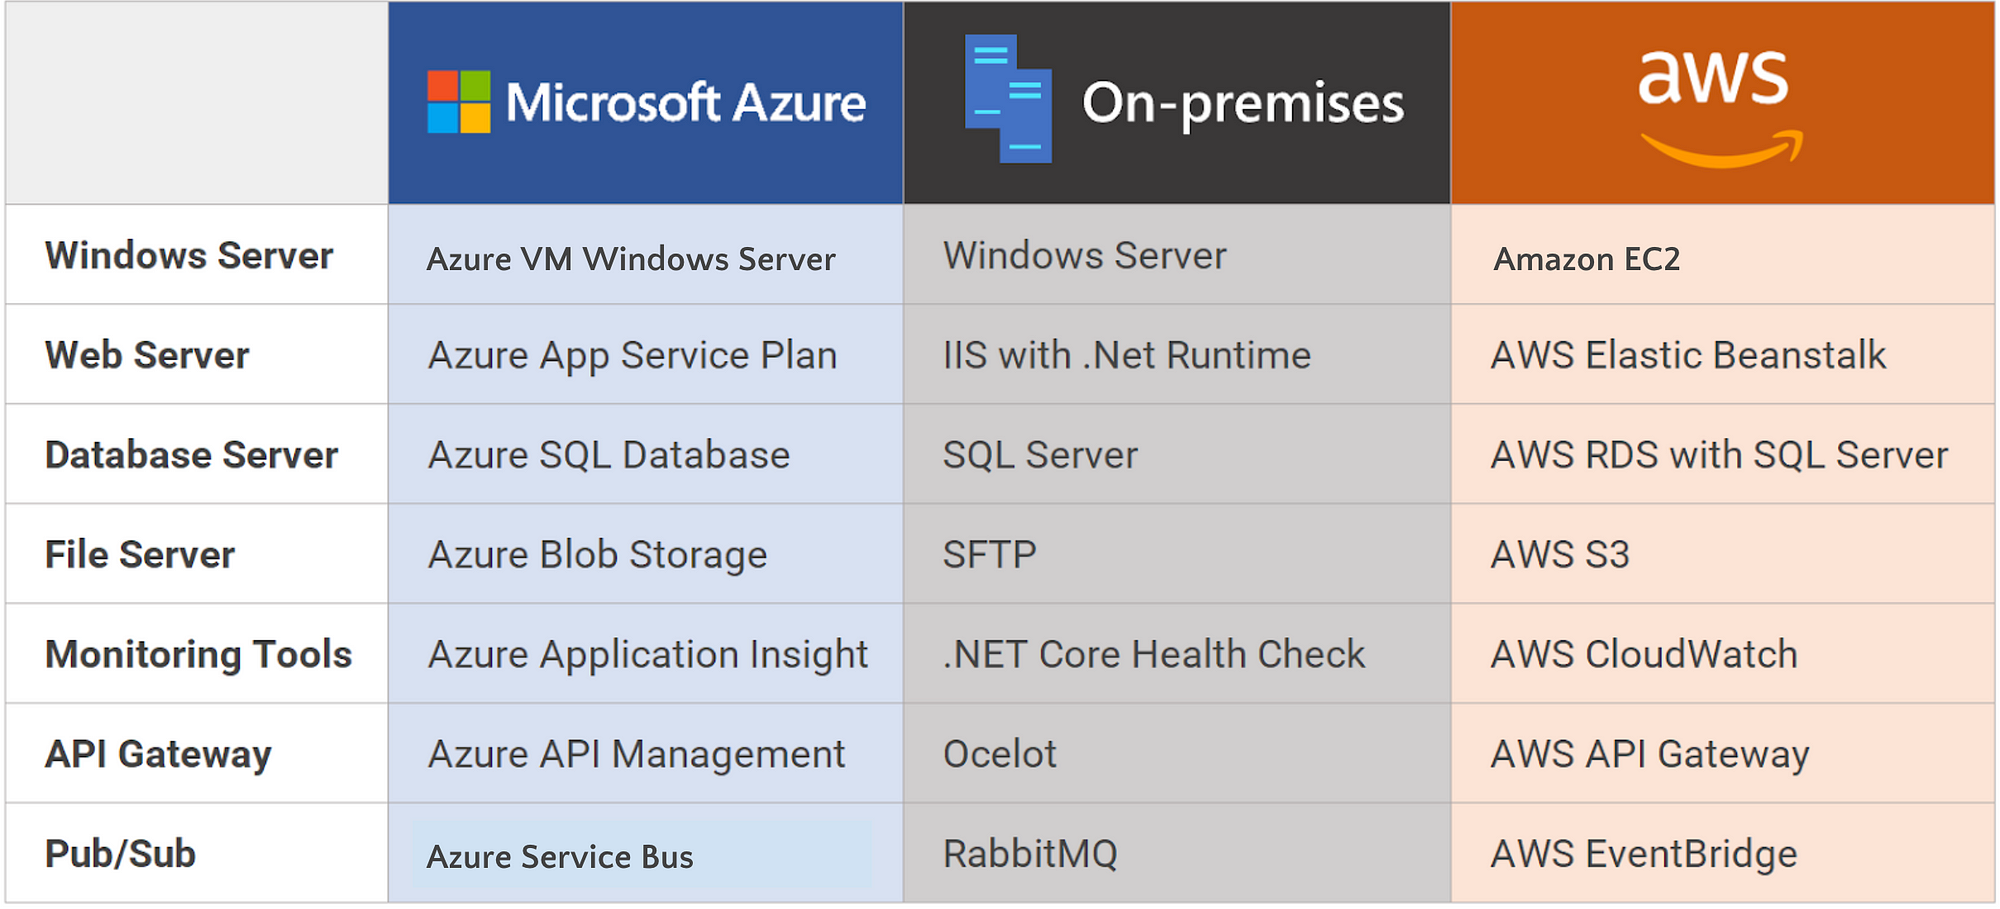 Microsoft Azure On-premises aws
Windows Server Azure VM Windows Server Windows Server Amazon EC2
Web Server Azure App Service Plan IIS with .Net Runtime AWS Elastic Beanstalk
Database Server Azure SQL Database SQL Server AWS RDS with SQL Server
File Server Azure Blob Storage SFTP AWS S3
Monitoring Tools Azure Application Insight .NET Core Health Check AWS CloudWatch
API Gateway Azure API Management Ocelot AWS API Gateway
Pub/Sub Azure Service Bus RabbitMQ AWS EventBridge